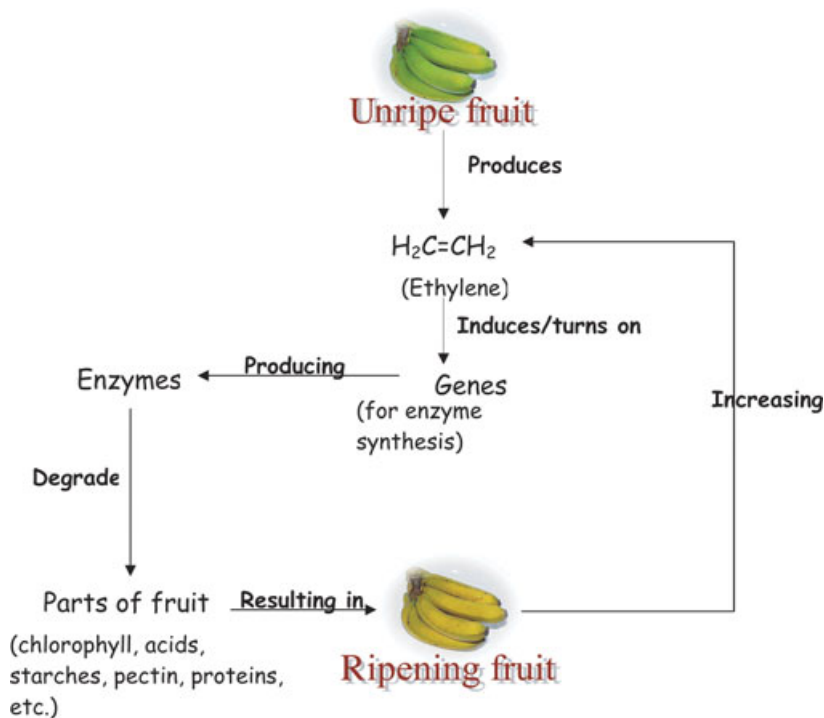 Unripe fruit
Produces
H₂C=CH₂
(Ethylene)
Induces/turns on
Genes
(for enzyme
synthesis)
Producing
Enzymes
Degrade
Parts of fruit
(chlorophyll, acids,
starches, pectin, proteins,
etc.)
Resulting in
Ripening fruit
Increasing